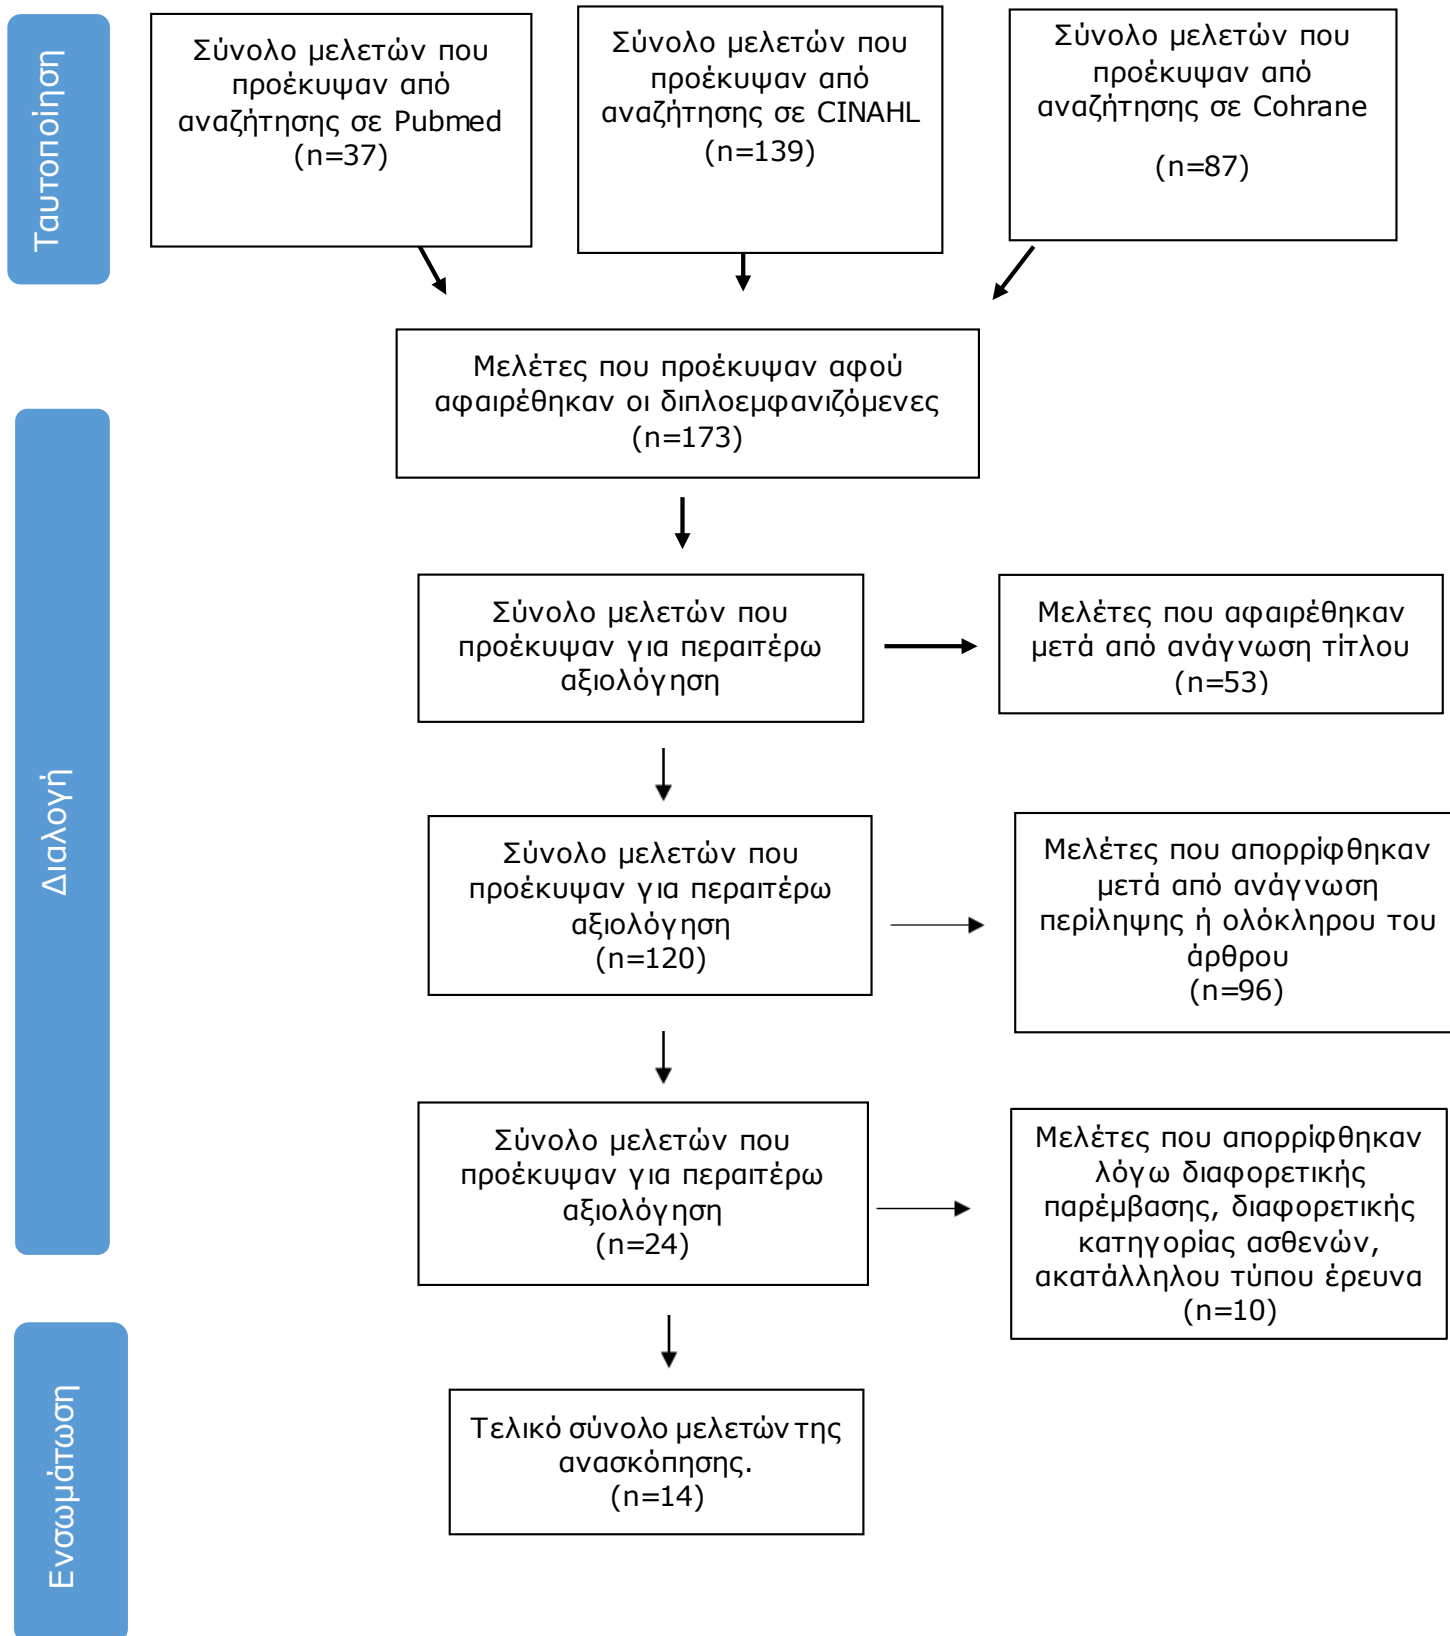 Ταυτοποίηση
Σύνολο μελετών που
προέκυψαν από
αναζήτησης σε Pubmed
(n=37)
Σύνολο μελετών που
προέκυψαν από
αναζήτησης σε CINAHL
(n=139)
Σύνολο μελετών που
προέκυψαν από
αναζήτησης σε Cohrane
(n=87)
Μελέτες που προέκυψαν αφού
αφαιρέθηκαν οι διπλοεμφανιζόμενες
(n=173)
Διαλογή
Σύνολο μελετών που
προέκυψαν για περαιτέρω
αξιολόγηση
Μελέτες που αφαιρέθηκαν
μετά από ανάγνωση τίτλου
(n=53)
Σύνολο μελετών που
προέκυψαν για περαιτέρω
αξιολόγηση
(n=120)
Μελέτες που απορρίφθηκαν
μετά από ανάγνωση
περίληψης ή ολόκληρου του
άρθρου
(n=96)
Σύνολο μελετών που
προέκυψαν για περαιτέρω
αξιολόγηση
(n=24)
Μελέτες που απορρίφθηκαν
λόγω διαφορετικής
παρέμβασης, διαφορετικής
κατηγορίας ασθενών,
ακατάλληλου τύπου έρευνα
(n=10)
Ενσωμάτωση
Τελικό σύνολο μελετών της
ανασκόπησης.
(n=14)